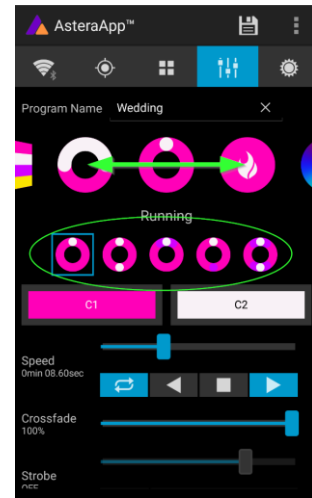 AsteraApp™
Program Name Wedding
Running
C1 C2
Speed
0min 08.60sec
Crossfade
100%
Strobe
OFF